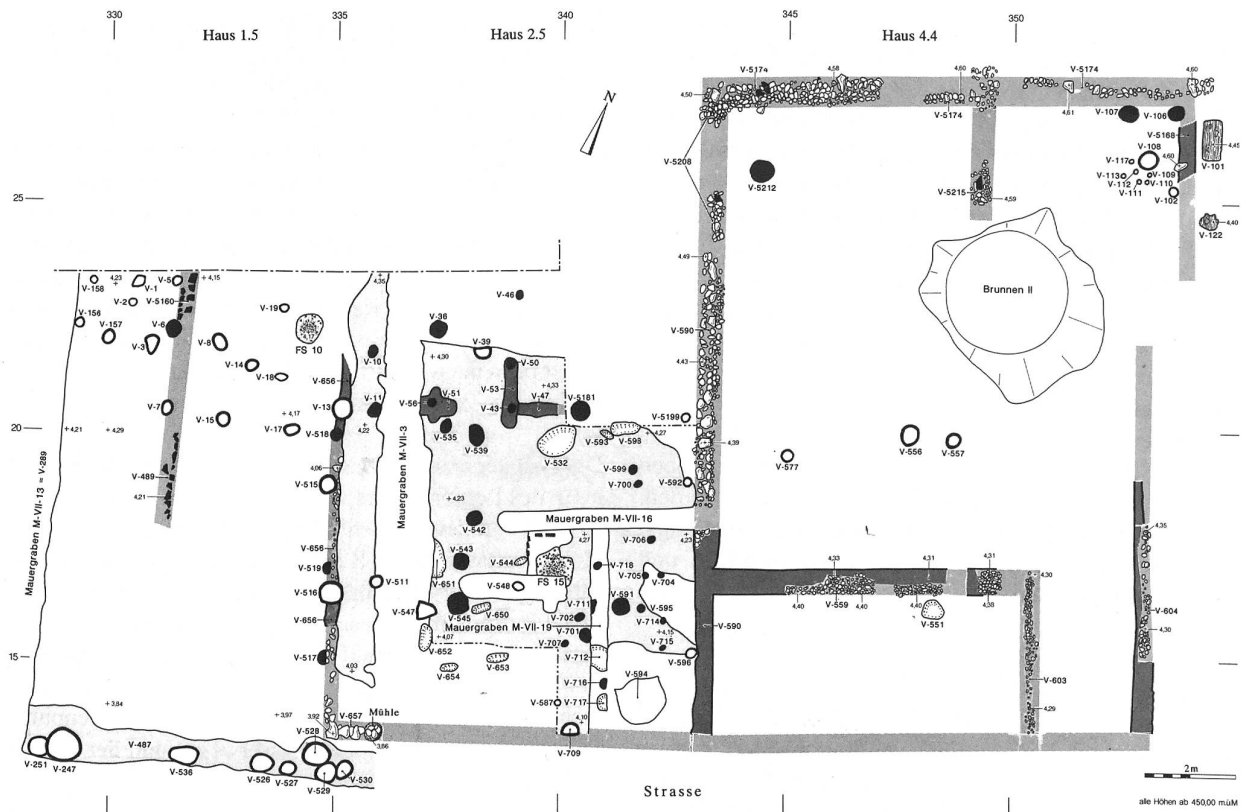 330
335
340
345
350
Haus 1.5
Haus 2.5
Haus 4.4
N
4,50
V-5174
4,58
4,60
V-5174
V-5174
4,61
V-5174
4,60
V-107
V-106
V-5168
V-108
4,60
V-101
4,45
V-117
V-113
V-112
V-111
V-109
V-110
V-102
V-122
4,40
V-5208
V-5212
V-5215
4,59
25
Brunnen II
4,49
V-590
4,43
4,39
V-158
4,23
V-1
V-5
4,15
V-2
V-5160
V-156
V-157
V-6
V-3
V-8
V-19
4,17
FS 10
V-14
V-18
V-7
V-15
4,17
V-17
4,35
V-10
V-656
V-13
V-11
4,22
V-518
4,06
V-515
V-46
V-36
V-39
4,30
V-50
V-53
4,33
V-51
V-56
V-43
V-47
V-5181
V-535
V-539
V-532
V-593
V-598
4,27
V-5199
V-599
V-700
V-592
20
4,21
4,29
V-489
4,21
Mauergraben M-VII-13 = V-289
Mauergraben M-VII-3
4,23
V-542
Mauergraben M-VII-16
4,27
4,23
V-706
V-543
V-544
FS 15
V-718
V-705
V-704
V-651
V-548
V-656
V-519
V-511
V-516
V-656
V-547
V-545
V-650
V-711
V-702
V-591
V-595
V-714
Mauergraben M-VII-19
V-701
4,15
V-652
4,07
V-707
V-715
V-712
V-596
V-590
V-577
V-556
V-557
4,33
4,31
4,31
4,30
4,40
V-559
4,40
4,40
4,38
V-551
4,35
V-604
4,30
V-603
4,29
15
V-517
4,03
V-654
V-653
V-716
V-594
V-587
V-717
4,10
V-709
3,84
3,97
3,92
V-657
Mühle
3,86
V-528
V-487
V-251
V-247
V-536
V-526
V-527
V-529
V-530
Strasse
2m
alle Höhen ab 450,00 m.ü.M